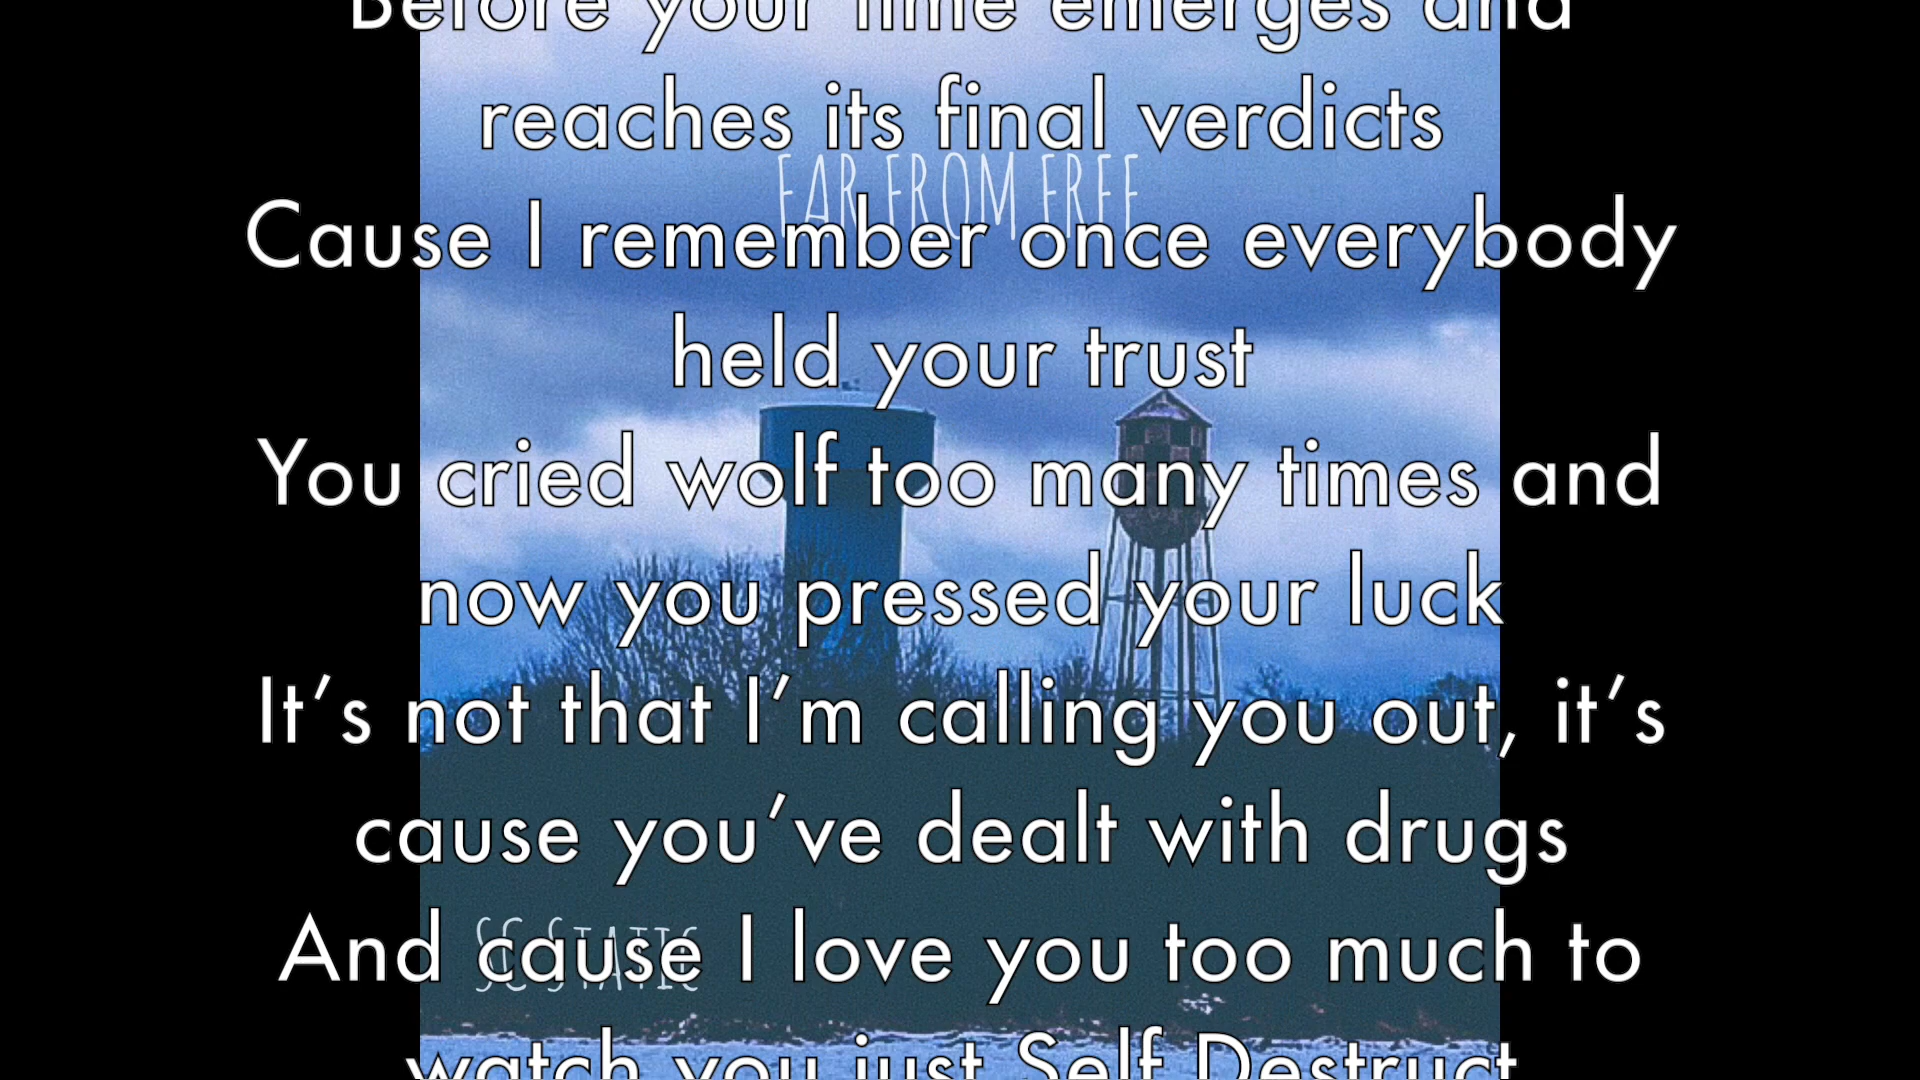 Before your time emerges and
reaches its final verdicts
FAR FROM FREE
Cause I remember once everybody
held your trust
You cried wolf too many times and
now you pressed your luck
It’s not that I’m calling you out, it’s
cause you’ve dealt with drugs
And cause I love you too much to
SC STATIC
watch you just Self Destruct